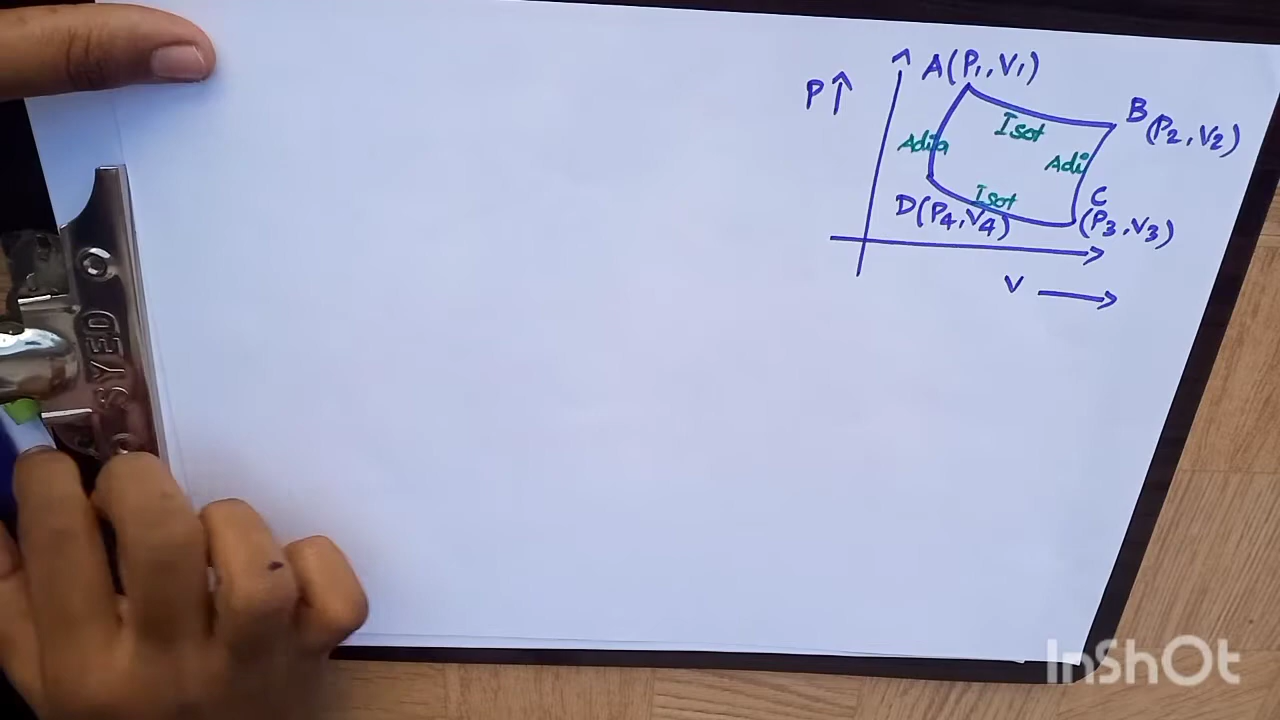 A(P₁,V₁)
P
B
(P₂,V₂)
Isot
Adia
Adi
Isot
C
D(P₄,V₄)
(P₃,V₃)
V
SYED
InShOt